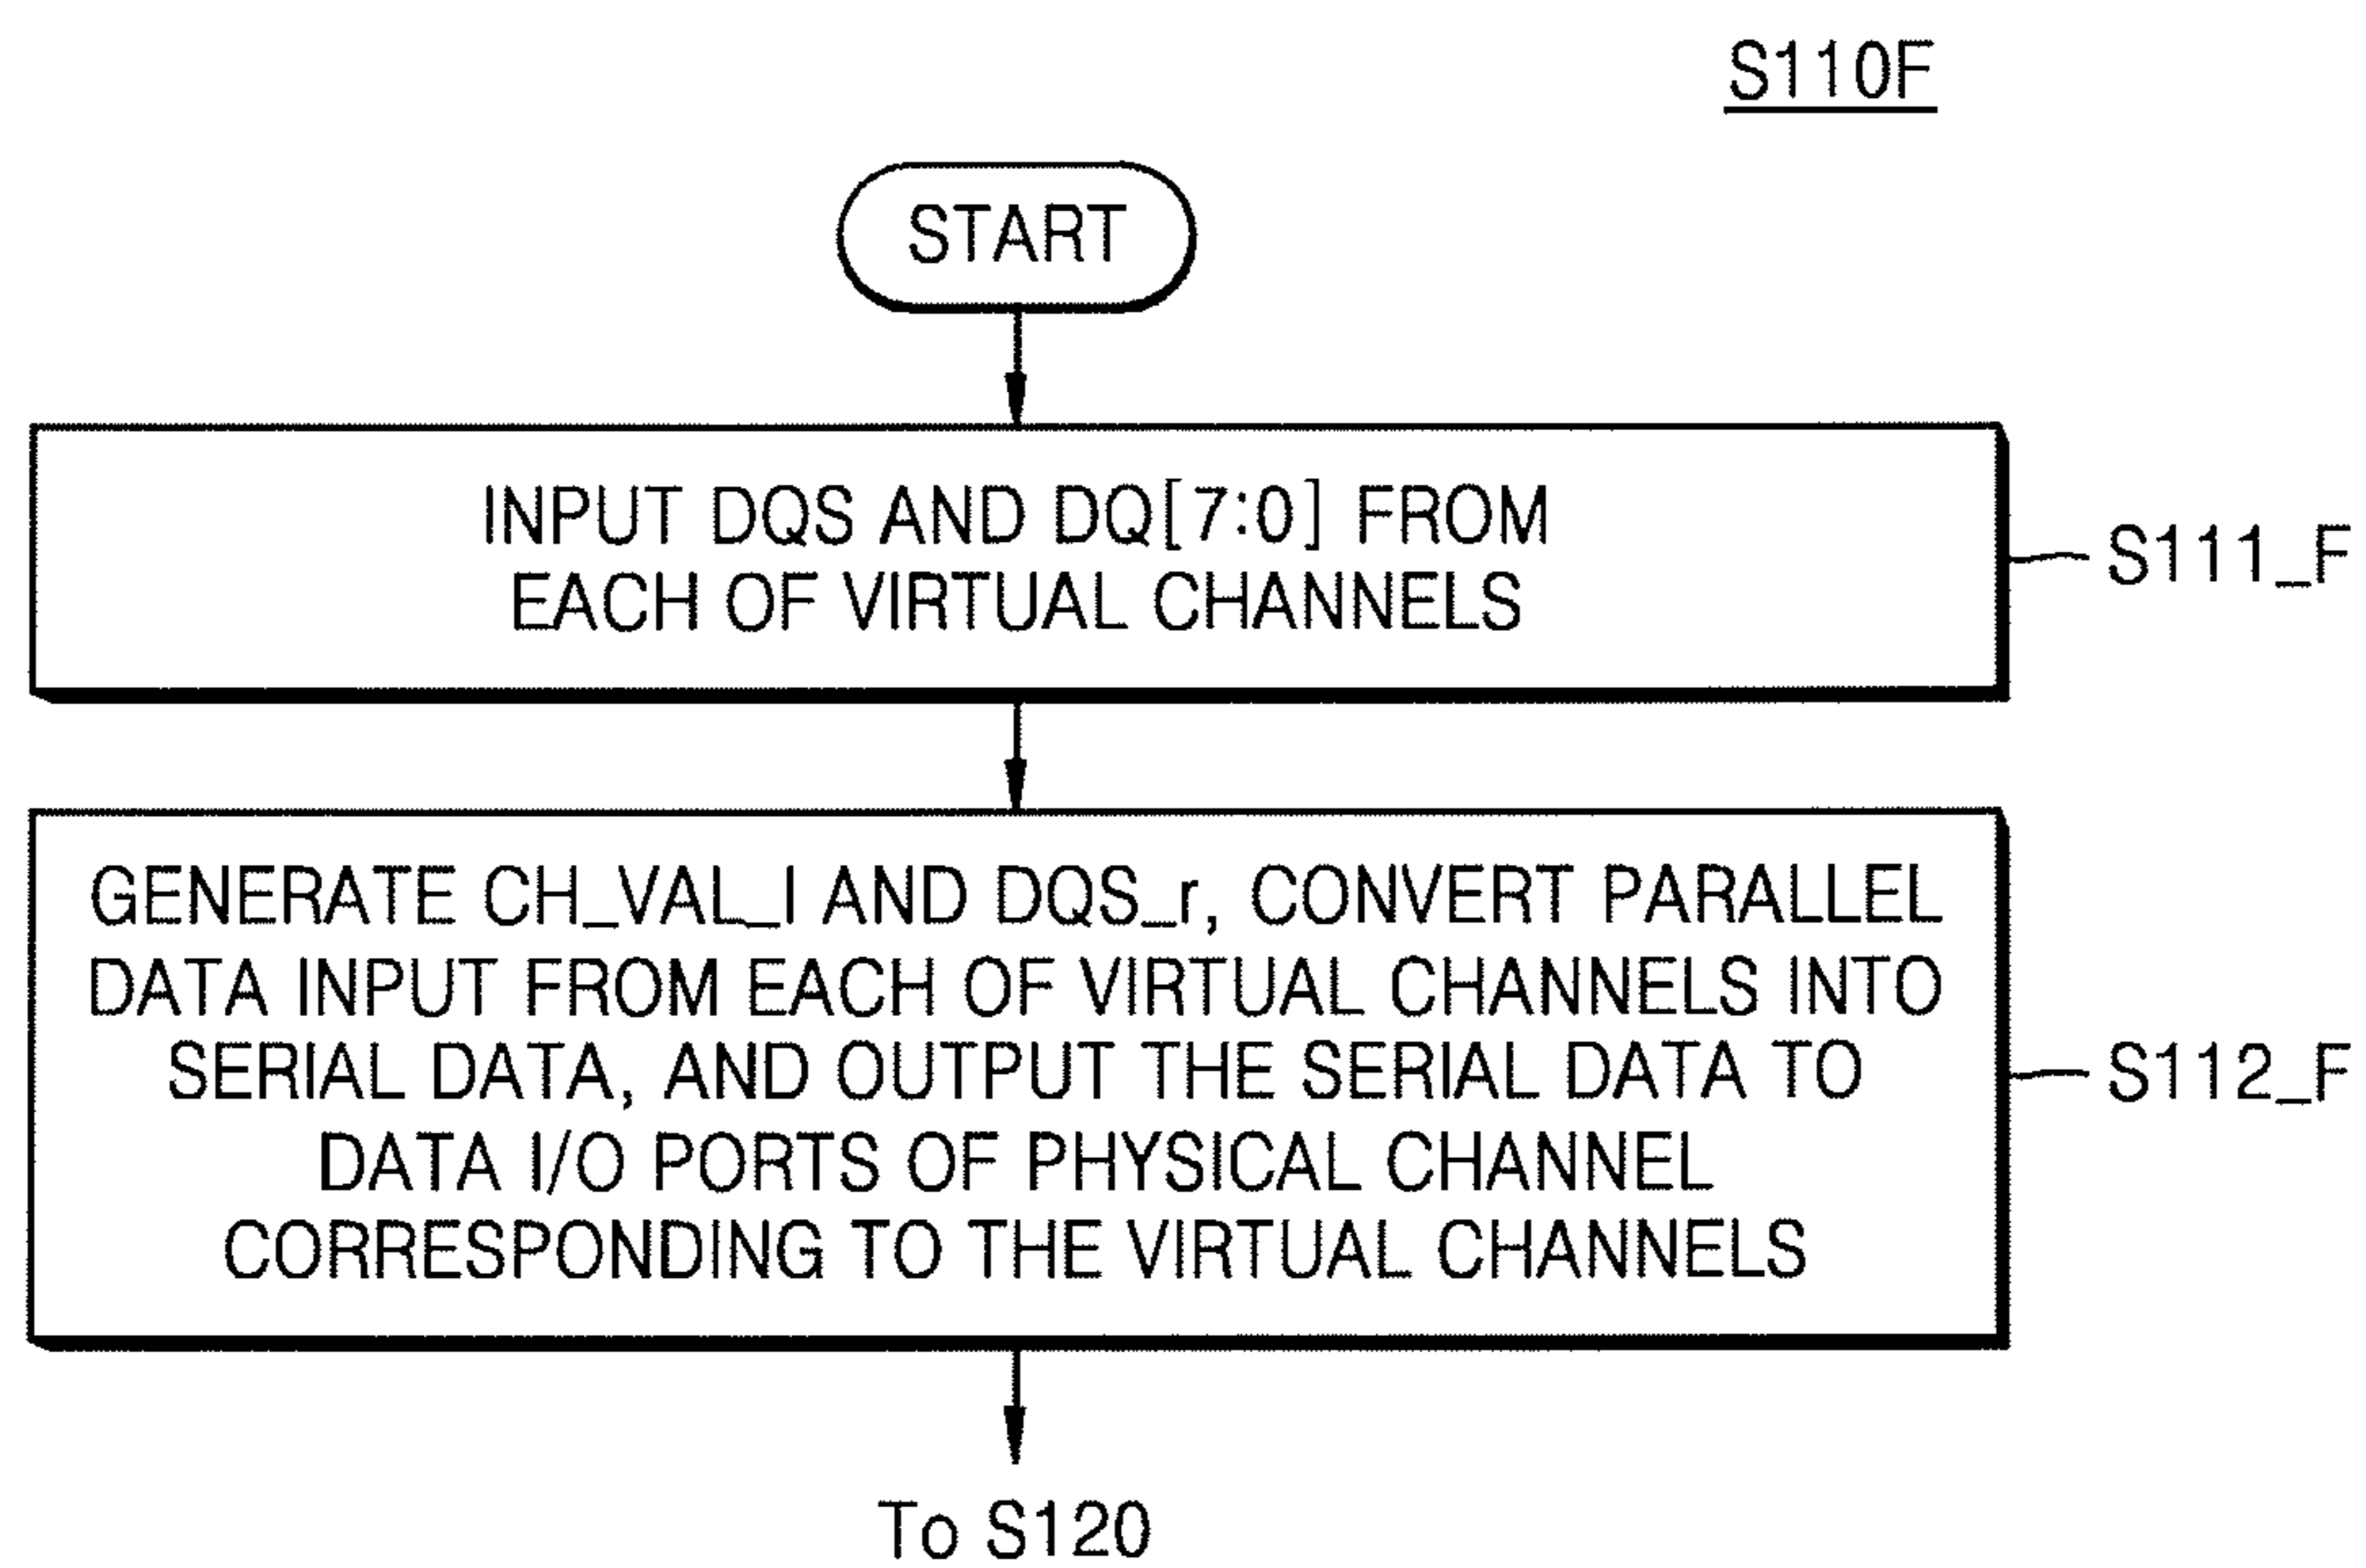 S110F
START
INPUT DQS AND DQ[7:0] FROM
EACH OF VIRTUAL CHANNELS
S111_F
GENERATE CH_VAL_I AND DQS_r, CONVERT PARALLEL
DATA INPUT FROM EACH OF VIRTUAL CHANNELS INTO
SERIAL DATA, AND OUTPUT THE SERIAL DATA TO
DATA I/O PORTS OF PHYSICAL CHANNEL
CORRESPONDING TO THE VIRTUAL CHANNELS
S112_F
To S120